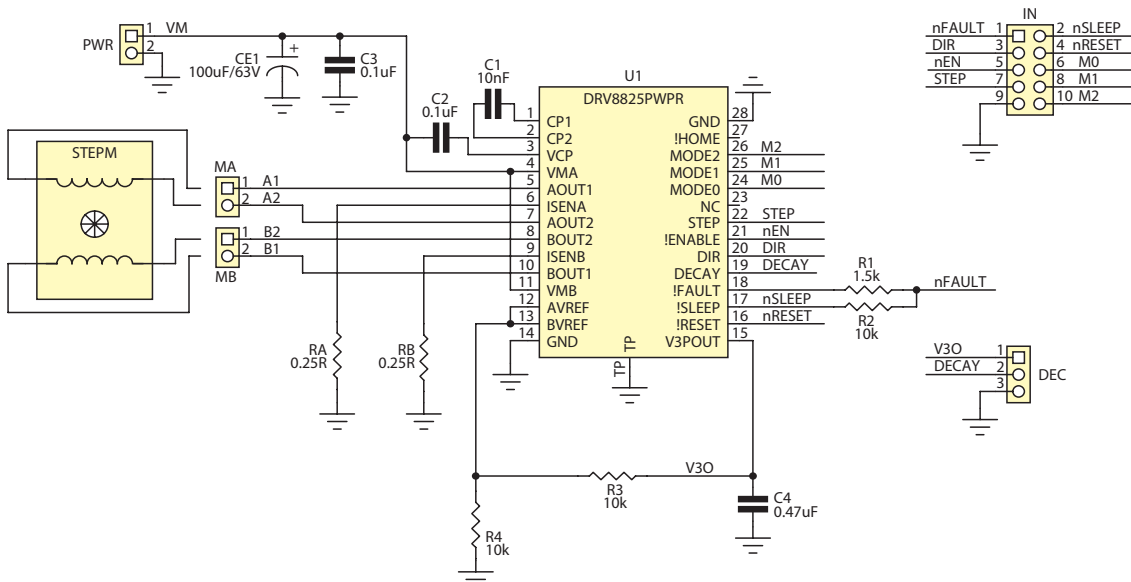 PWR
1 VM
2
CE1
100uF/63V
+
C3
0.1uF
C1
10nF
C2
0.1uF
STEPM
MA
1 A1
2 A2
1 B2
2 B1
MB
U1
DRV8825PWPR
1 CP1
2 CP2
3 VCP
4 VMA
5 AOUT1
6 ISENA
7 AOUT2
8 BOUT2
9 ISENB
10 BOUT1
11 VMB
12 AVREF
13 BVREF
14 GND
GND 28
!HOME 27
MODE2 26 M2
MODE1 25 M1
MODE0 24 M0
NC 23
STEP 22 STEP
!ENABLE 21 nEN
DIR 20 DIR
DECAY 19 DECAY
!FAULT 18
!SLEEP 17 nSLEEP
!RESET 16 nRESET
V3POUT 15
TP
TP
R1
1.5k
nFAULT
R2
10k
IN
nFAULT 1 2 nSLEEP
DIR 3 4 nRESET
nEN 5 6 M0
STEP 7 8 M1
9 10 M2
V3O 1
DECAY 2
3
DEC
RA
0.25R
RB
0.25R
R3
10k
V3O
C4
0.47uF
R4
10k